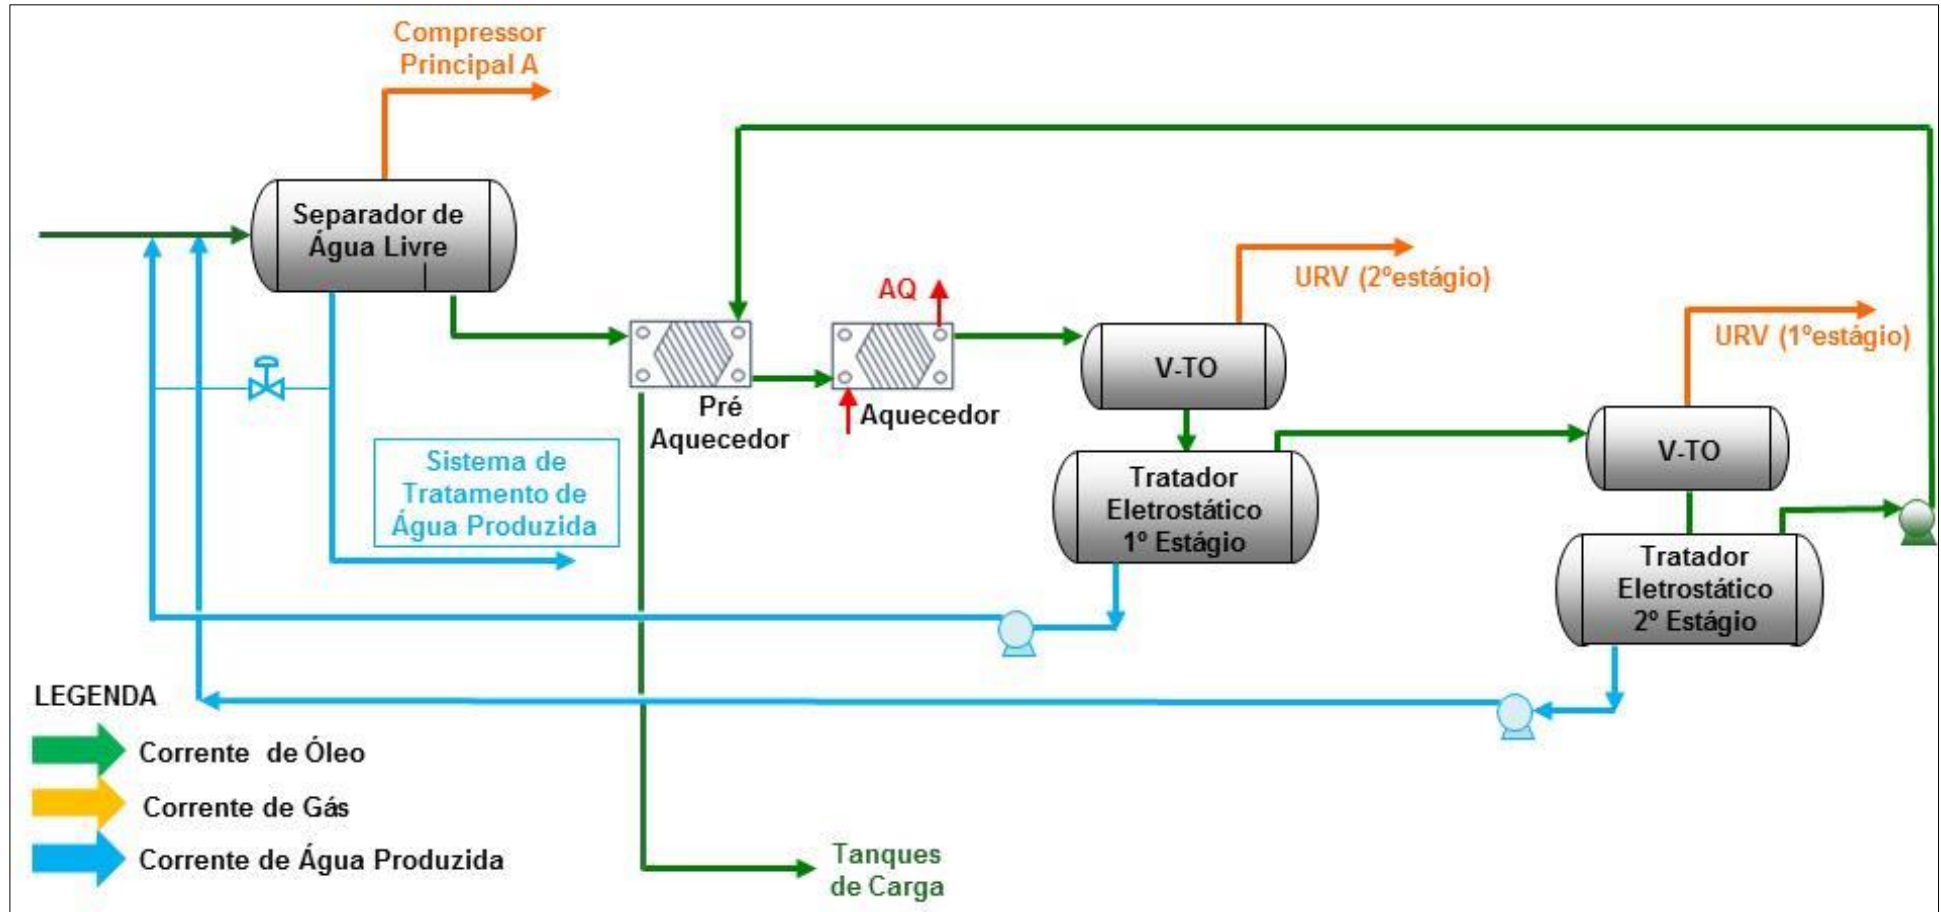 Compressor
Principal A
Separador de
Água Livre
AQ
URV (2ºestágio)
URV (1ºestágio)
V-TO
Pré
Aquecedor
Aquecedor
V-TO
Sistema de
Tratamento de
Água Produzida
Tratador
Eletrostático
1º Estágio
Tratador
Eletrostático
2º Estágio
LEGENDA
Corrente de Óleo
Corrente de Gás
Corrente de Água Produzida
Tanques
de Carga